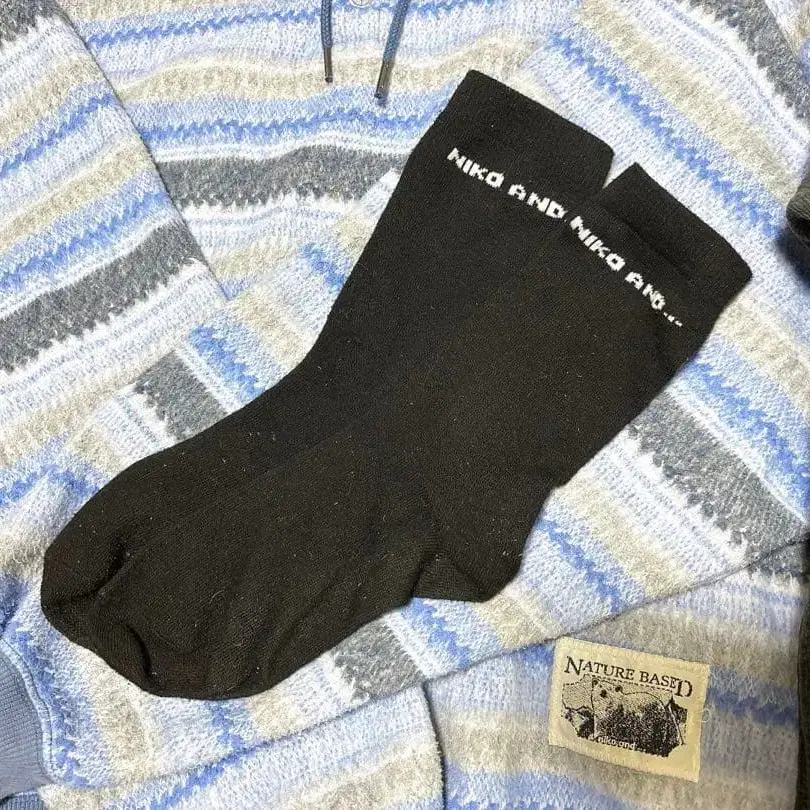 NIKO AND
NIKO AND...
NATURE BASED
niko and...